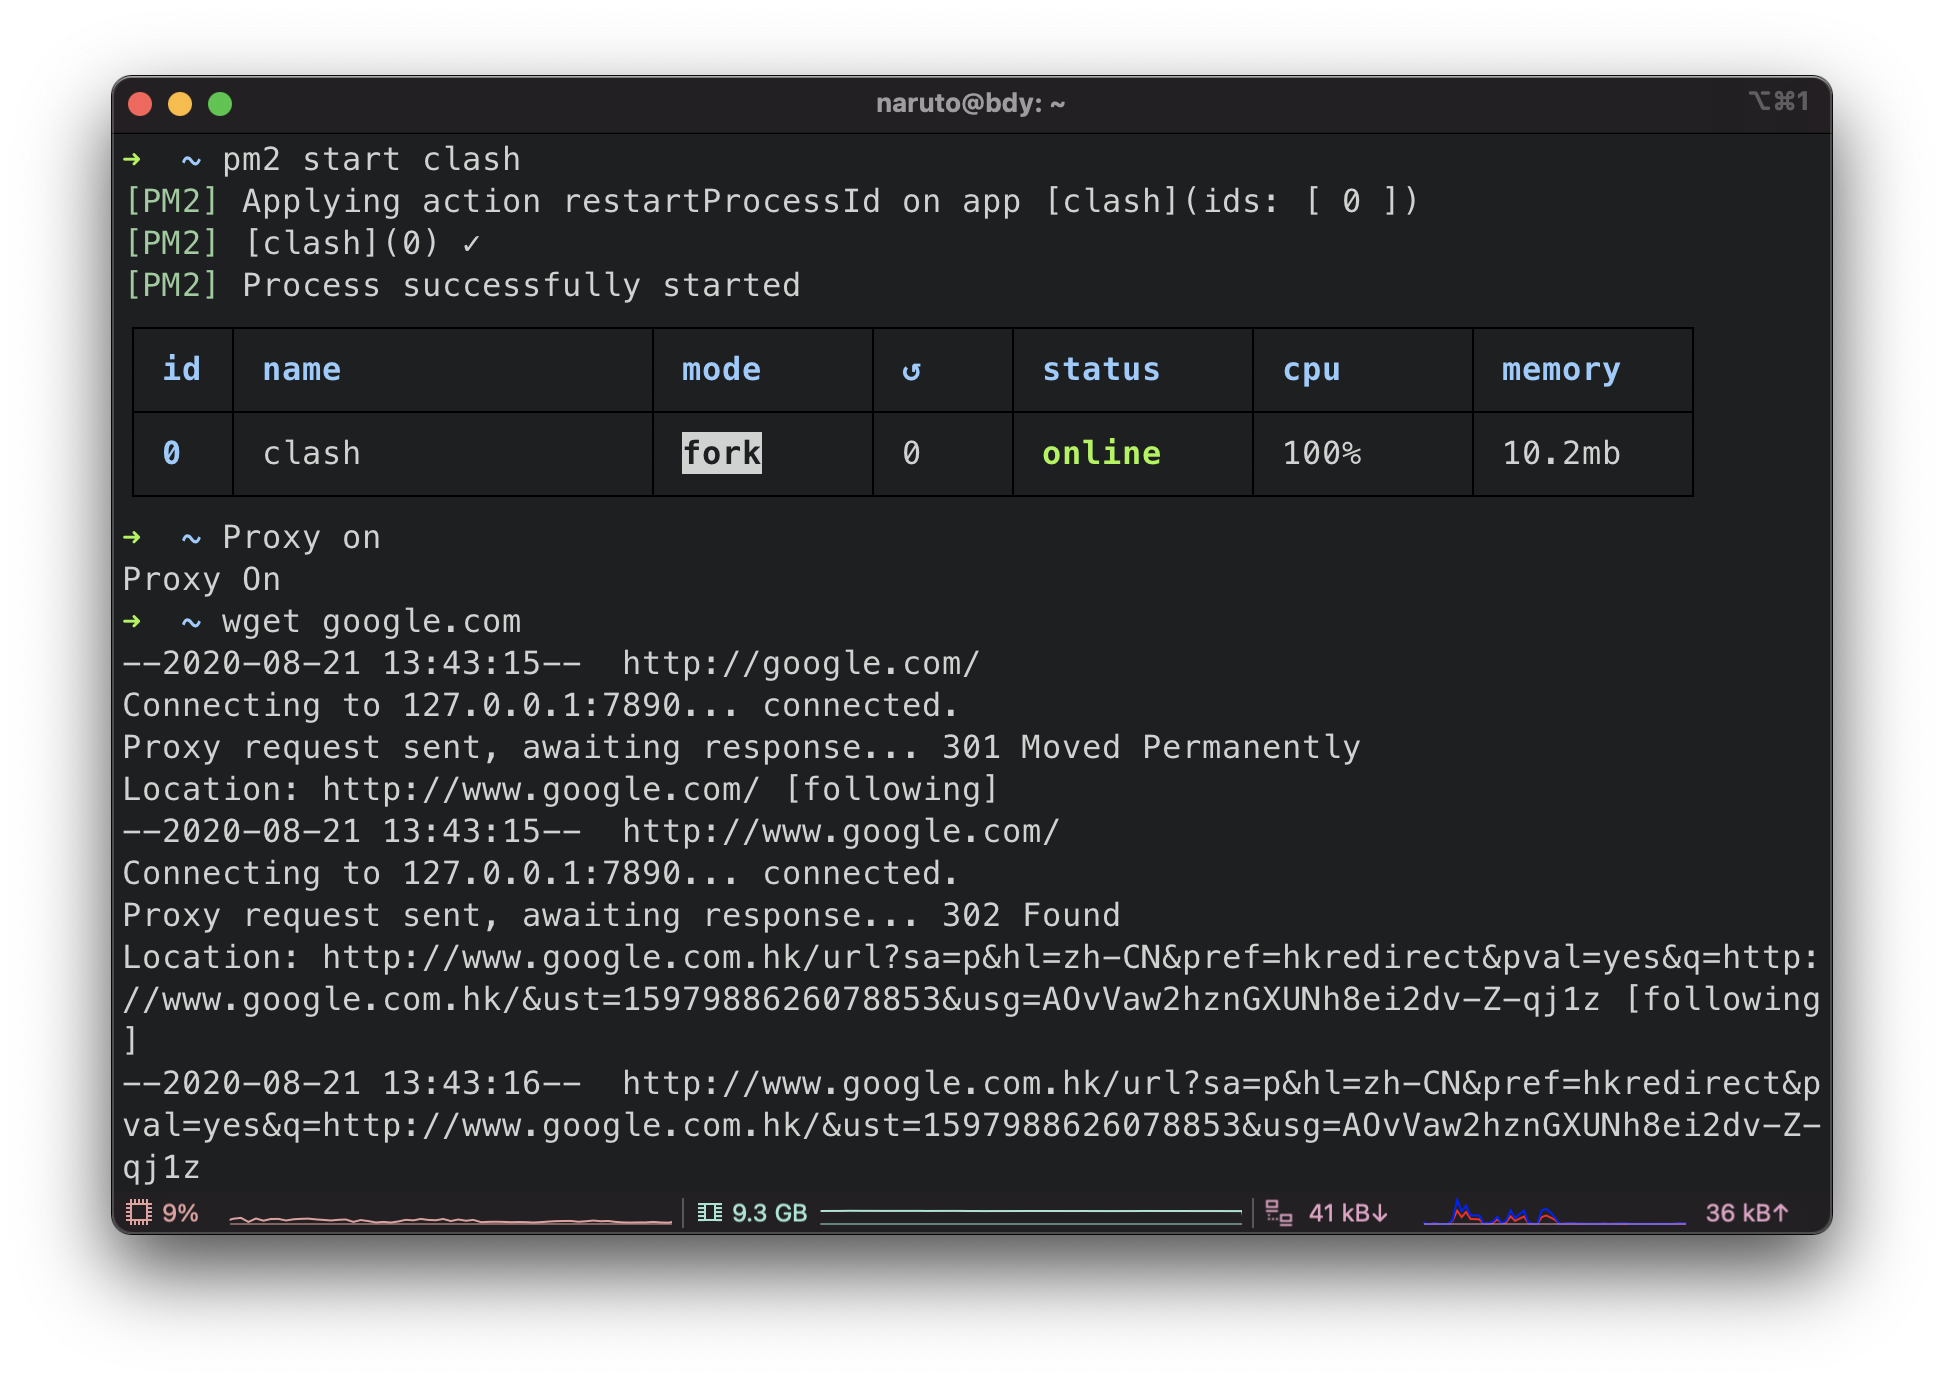 naruto@bdy: ~ ⌥⌘1
➜ ~ pm2 start clash
[PM2] Applying action restartProcessId on app [clash](ids: [ 0 ])
[PM2] [clash](0) ✓
[PM2] Process successfully started
id name mode ↺ status cpu memory
0 clash fork 0 online 100% 10.2mb
➜ ~ Proxy on
Proxy On
➜ ~ wget google.com
--2020-08-21 13:43:15-- http://google.com/
Connecting to 127.0.0.1:7890... connected.
Proxy request sent, awaiting response... 301 Moved Permanently
Location: http://www.google.com/ [following]
--2020-08-21 13:43:15-- http://www.google.com/
Connecting to 127.0.0.1:7890... connected.
Proxy request sent, awaiting response... 302 Found
Location: http://www.google.com.hk/url?sa=p&hl=zh-CN&pref=hkredirect&pval=yes&q=http:
//www.google.com.hk/&ust=1597988626078853&usg=AOvVaw2hznGXUNh8ei2dv-Z-qj1z [following
]
--2020-08-21 13:43:16-- http://www.google.com.hk/url?sa=p&hl=zh-CN&pref=hkredirect&p
val=yes&q=http://www.google.com.hk/&ust=1597988626078853&usg=AOvVaw2hznGXUNh8ei2dv-Z-
qj1z
9% 9.3 GB 41 kB↓ 36 kB↑